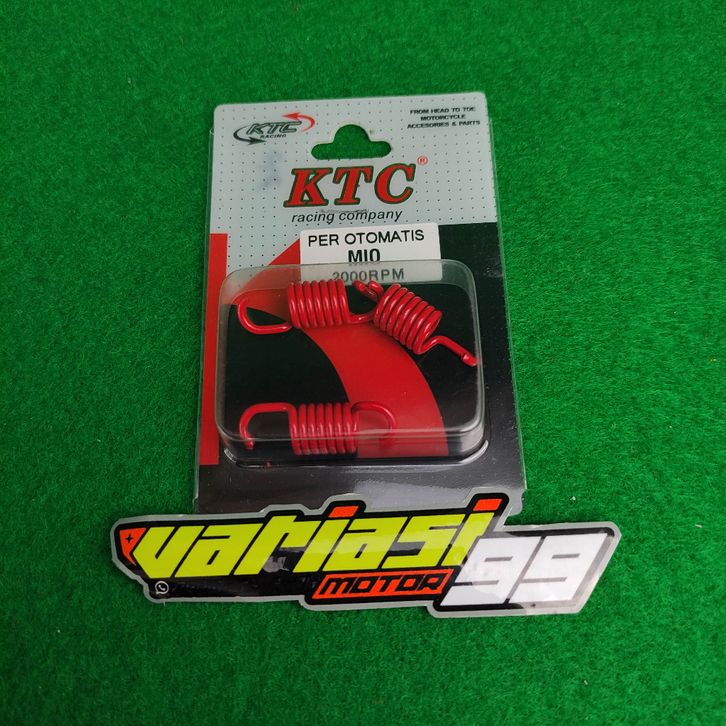 KTC
RACING
FROM HEAD TO TOE
MOTORCYCLE
ACCESORIES & PARTS
KTC®
racing company
PER OTOMATIS
MIO
2000RPM
VARIASI
MOTOR
99